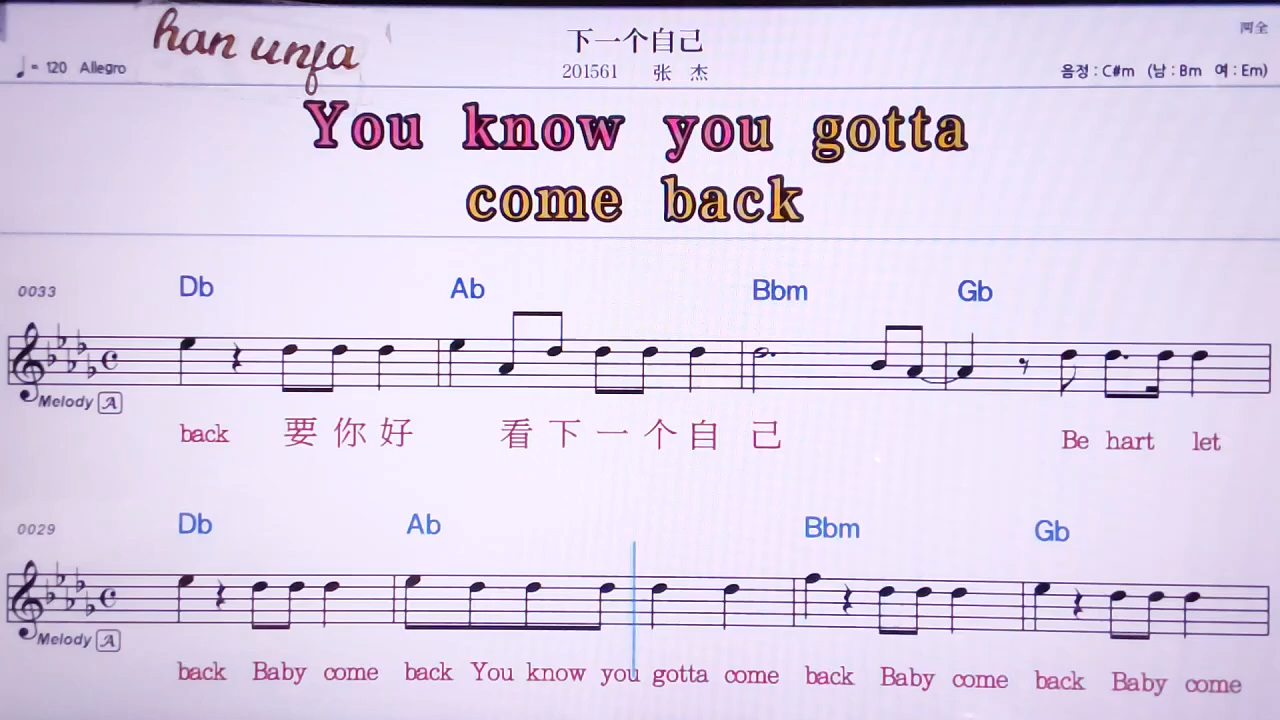 han unfa
下一个自己
両全
♩= 120 Allegro
201561 张 杰
음정 : C#m (남 : Bm 여 : Em)
You know you gotta
come back
0033 Db Ab Bbm Gb
Melody A
back 要 你 好 看 下 一 个 自 己 Be hart let
0029 Db Ab Bbm Gb
Melody A
back Baby come back You know you gotta come back Baby come back Baby come